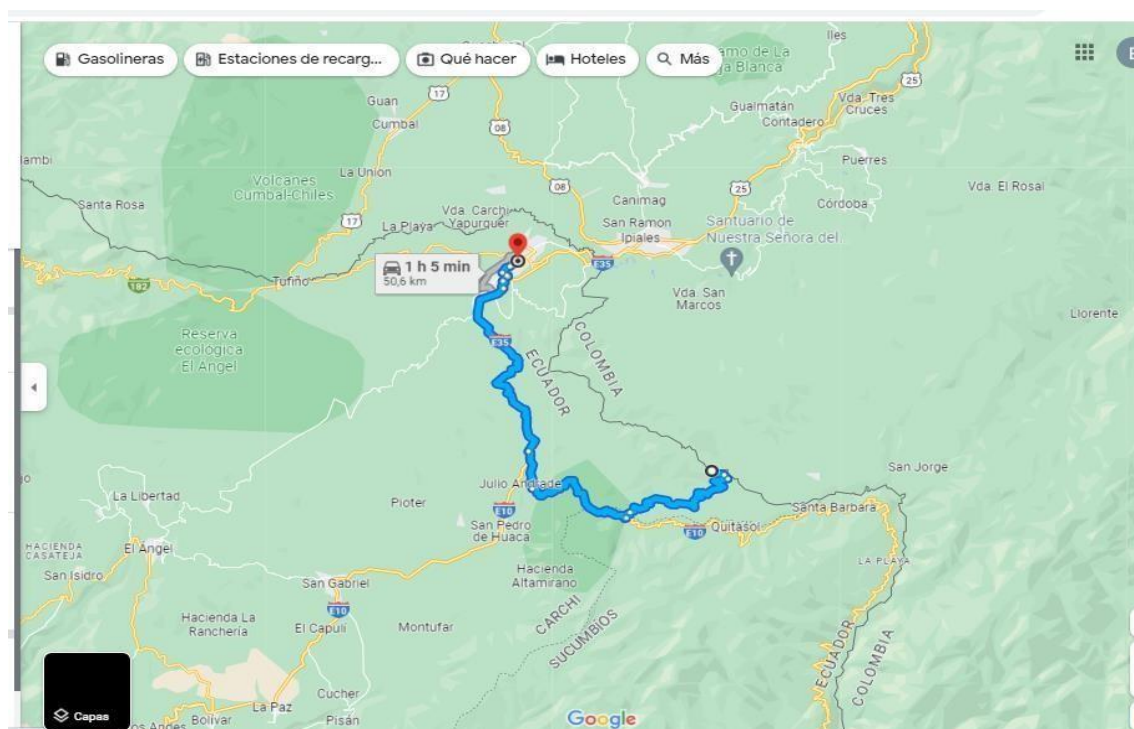 Gasolineras
Estaciones de recarg...
Qué hacer
Hoteles
Más
Iles
amo de La
ja Blanca
17
Guan
Cumbal
08
Gualmatán
Contadero
Vda. Tres
Cruces
25
La Union
Volcanes
Cumbal-Chiles
Puerres
Vda. El Rosal
Santa Rosa
08
25
Canimag
Córdoba
17
La Playa
Vda. Carchi
Yapurquer
San Ramon
Ipiales
Santuario de
Nuestra Señora del
1 h 5 min
50,6 km
E35
182
Tufiño
Vda. San
Marcos
Llorente
Reserva
ecológica
El Ángel
E35
ECUADOR
COLOMBIA
San Jorge
La Libertad
Pioter
Julio Andrade
E10
San Pedro
de Huaca
E10
Quitasol
Santa Barbara
HACIENDA
CASATEJA
El Ángel
San Isidro
San Gabriel
E10
Hacienda
Altamirano
LA PLAYA
Hacienda La
Ranchería
El Capulí
Montufar
CARCHI
SUCUMBÍOS
ECUADOR
COLOMBIA
Cucher
La Paz
Bolívar
Pisán
os Andes
Capas
Google